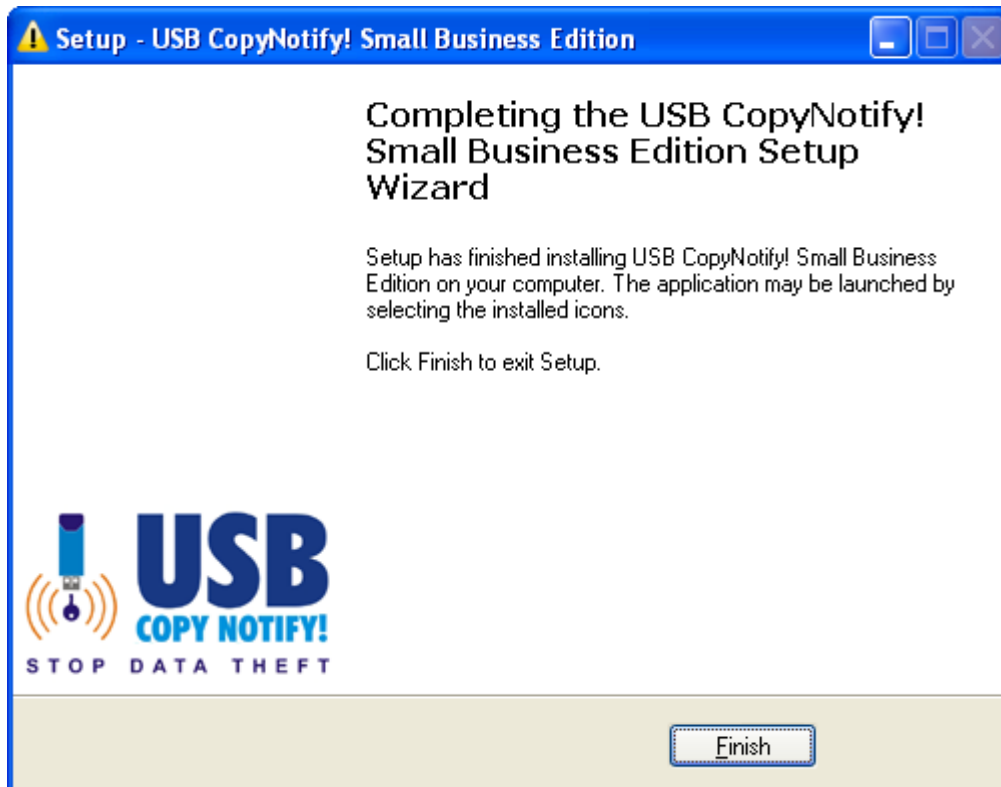 Setup - USB CopyNotify! Small Business Edition
Completing the USB CopyNotify!
Small Business Edition Setup
Wizard
Setup has finished installing USB CopyNotify! Small Business
Edition on your computer. The application may be launched by
selecting the installed icons.
Click Finish to exit Setup.
USB
COPY NOTIFY!
STOP DATA THEFT
Finish